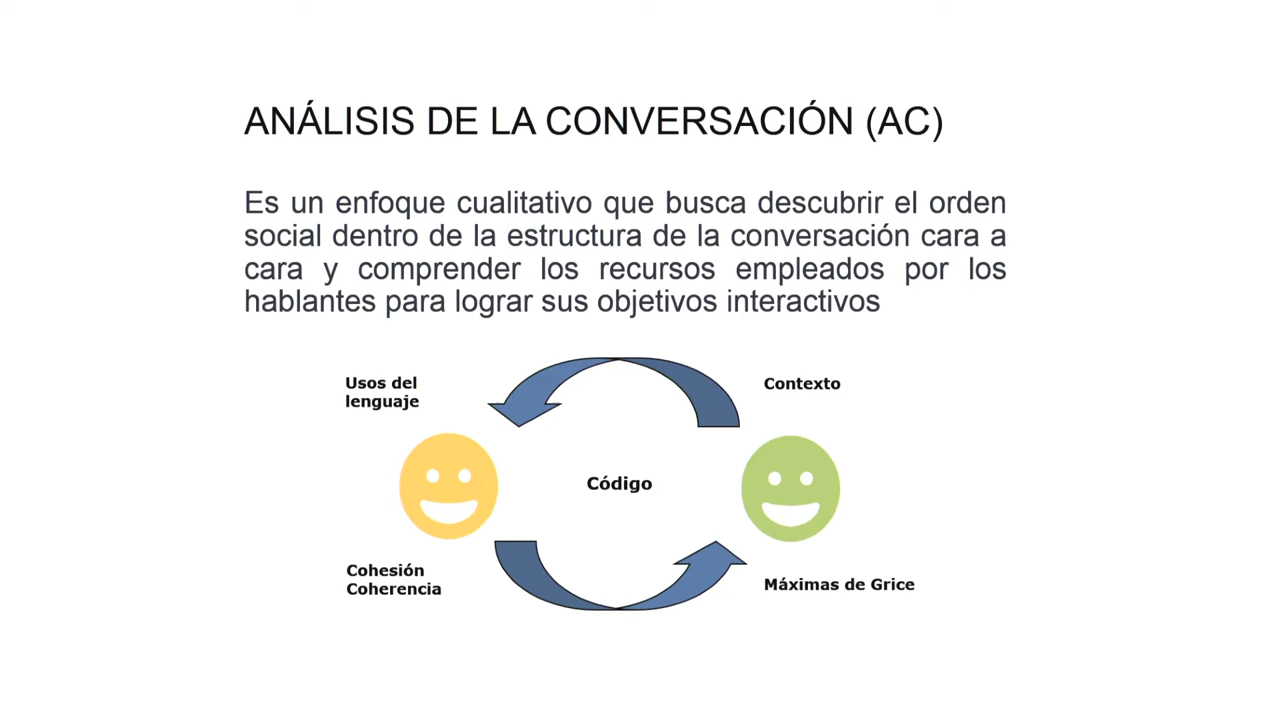 ANÁLISIS DE LA CONVERSACIÓN (AC)
Es un enfoque cualitativo que busca descubrir el orden
social dentro de la estructura de la conversación cara a
cara y comprender los recursos empleados por los
hablantes para lograr sus objetivos interactivos
Usos del
lenguaje
Contexto
Código
Cohesión
Coherencia
Máximas de Grice